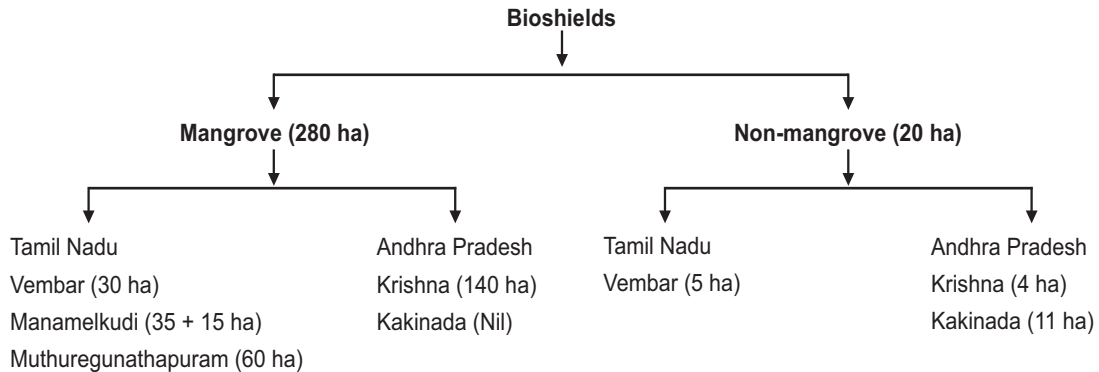 Bioshields
Mangrove (280 ha)
Non-mangrove (20 ha)
Tamil Nadu
Vembar (30 ha)
Manamelkudi (35 + 15 ha)
Muthuregunathapuram (60 ha)
Andhra Pradesh
Krishna (140 ha)
Kakinada (Nil)
Tamil Nadu
Vembar (5 ha)
Andhra Pradesh
Krishna (4 ha)
Kakinada (11 ha)